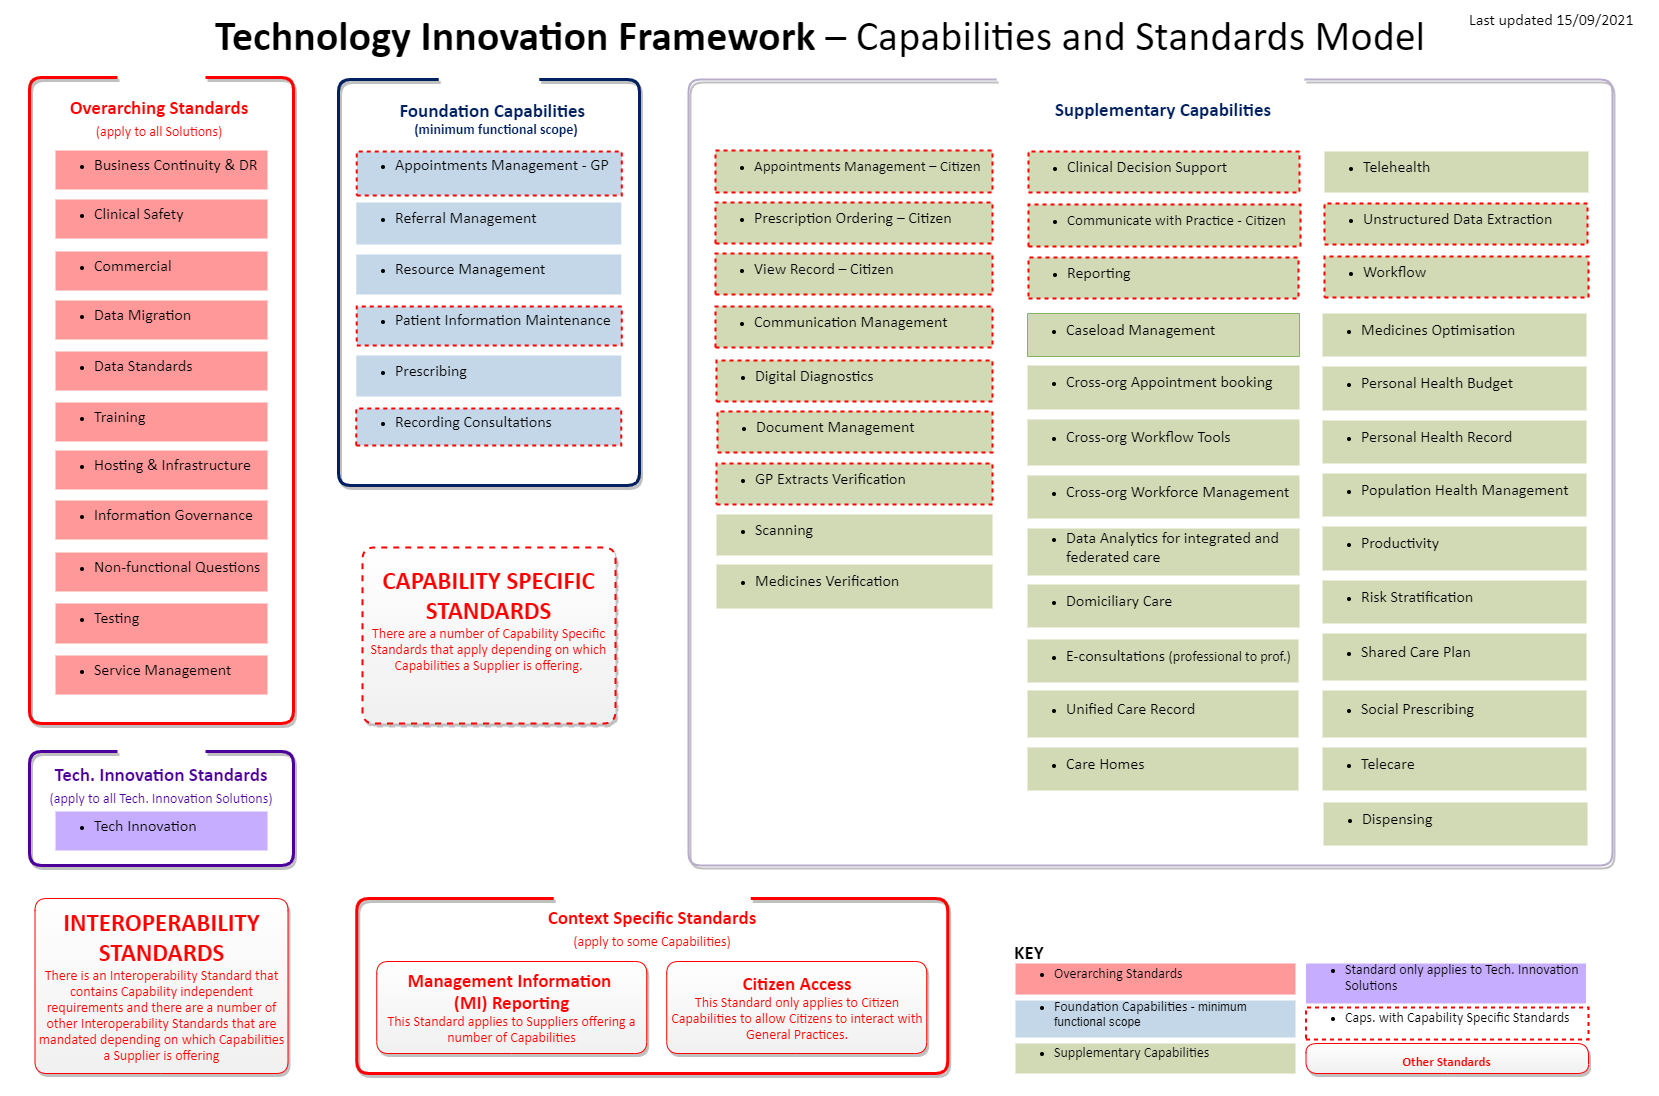 Technology Innovation Framework – Capabilities and Standards Model
Last updated 15/09/2021
Overarching Standards
(apply to all Solutions)
• Business Continuity & DR
• Clinical Safety
• Commercial
• Data Migration
• Data Standards
• Training
• Hosting & Infrastructure
• Information Governance
• Non-functional Questions
• Testing
• Service Management
Tech. Innovation Standards
(apply to all Tech. Innovation Solutions)
• Tech Innovation
INTEROPERABILITY
STANDARDS
There is an Interoperability Standard that
contains Capability independent
requirements and there are a number of
other Interoperability Standards that are
mandated depending on which Capabilities
a Supplier is offering
Foundation Capabilities
(minimum functional scope)
• Appointments Management - GP
• Referral Management
• Resource Management
• Patient Information Maintenance
• Prescribing
• Recording Consultations
CAPABILITY SPECIFIC
STANDARDS
There are a number of Capability Specific
Standards that apply depending on which
Capabilities a Supplier is offering.
Supplementary Capabilities
• Appointments Management – Citizen
• Prescription Ordering – Citizen
• View Record – Citizen
• Communication Management
• Digital Diagnostics
• Document Management
• GP Extracts Verification
• Scanning
• Medicines Verification
• Clinical Decision Support
• Communicate with Practice - Citizen
• Reporting
• Caseload Management
• Cross-org Appointment booking
• Cross-org Workflow Tools
• Cross-org Workforce Management
• Data Analytics for integrated and
federated care
• Domiciliary Care
• E-consultations (professional to prof.)
• Unified Care Record
• Care Homes
• Telehealth
• Unstructured Data Extraction
• Workflow
• Medicines Optimisation
• Personal Health Budget
• Personal Health Record
• Population Health Management
• Productivity
• Risk Stratification
• Shared Care Plan
• Social Prescribing
• Telecare
• Dispensing
Context Specific Standards
(apply to some Capabilities)
Management Information
(MI) Reporting
This Standard applies to Suppliers offering a
number of Capabilities
Citizen Access
This Standard only applies to Citizen
Capabilities to allow Citizens to interact with
General Practices.
KEY
• Overarching Standards
• Foundation Capabilities - minimum
functional scope
• Supplementary Capabilities
• Standard only applies to Tech. Innovation
Solutions
• Caps. with Capability Specific Standards
Other Standards